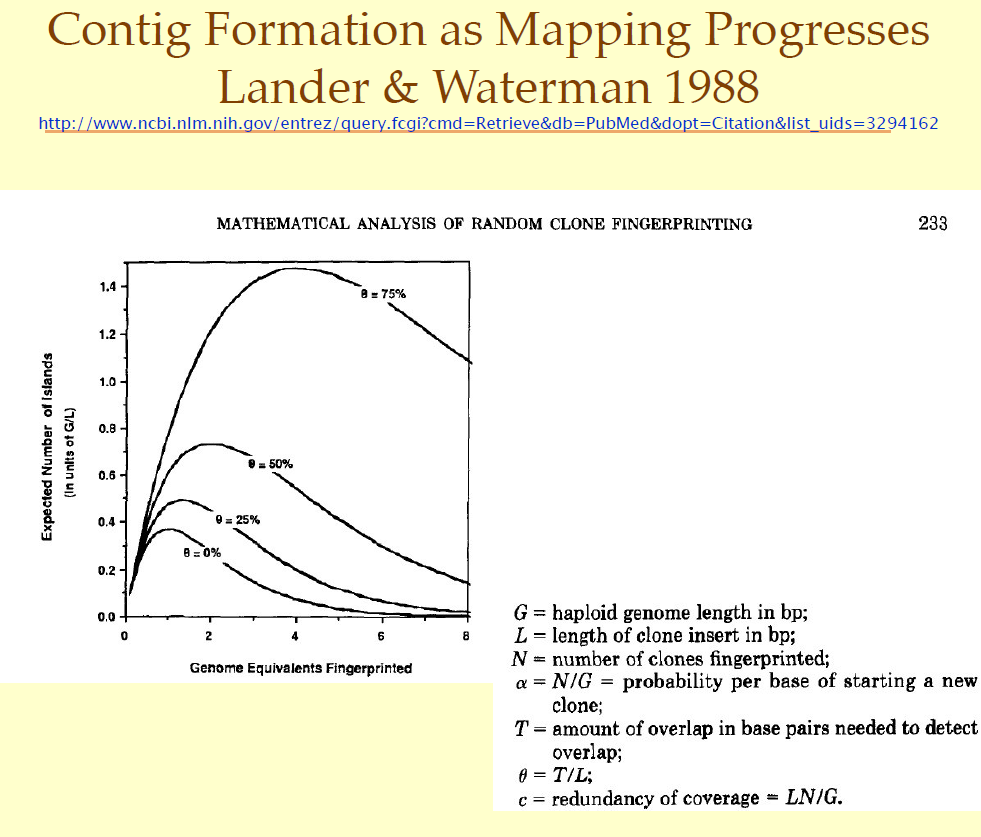 Contig Formation as Mapping Progresses
Lander & Waterman 1988
http://www.ncbi.nlm.nih.gov/entrez/query.fcgi?cmd=Retrieve&db=PubMed&dopt=Citation&list_uids=3294162
MATHEMATICAL ANALYSIS OF RANDOM CLONE FINGERPRINTING 233
Expected Number of Islands
(In units of G/L)
1.4
1.2
1.0
0.8
0.6
0.4
0.2
0.0
θ = 75%
θ = 50%
θ = 25%
θ = 0%
0 2 4 6 8
Genome Equivalents Fingerprinted
G = haploid genome length in bp;
L = length of clone insert in bp;
N = number of clones fingerprinted;
α = N/G = probability per base of starting a new
clone;
T = amount of overlap in base pairs needed to detect
overlap;
θ = T/L;
c = redundancy of coverage = LN/G.